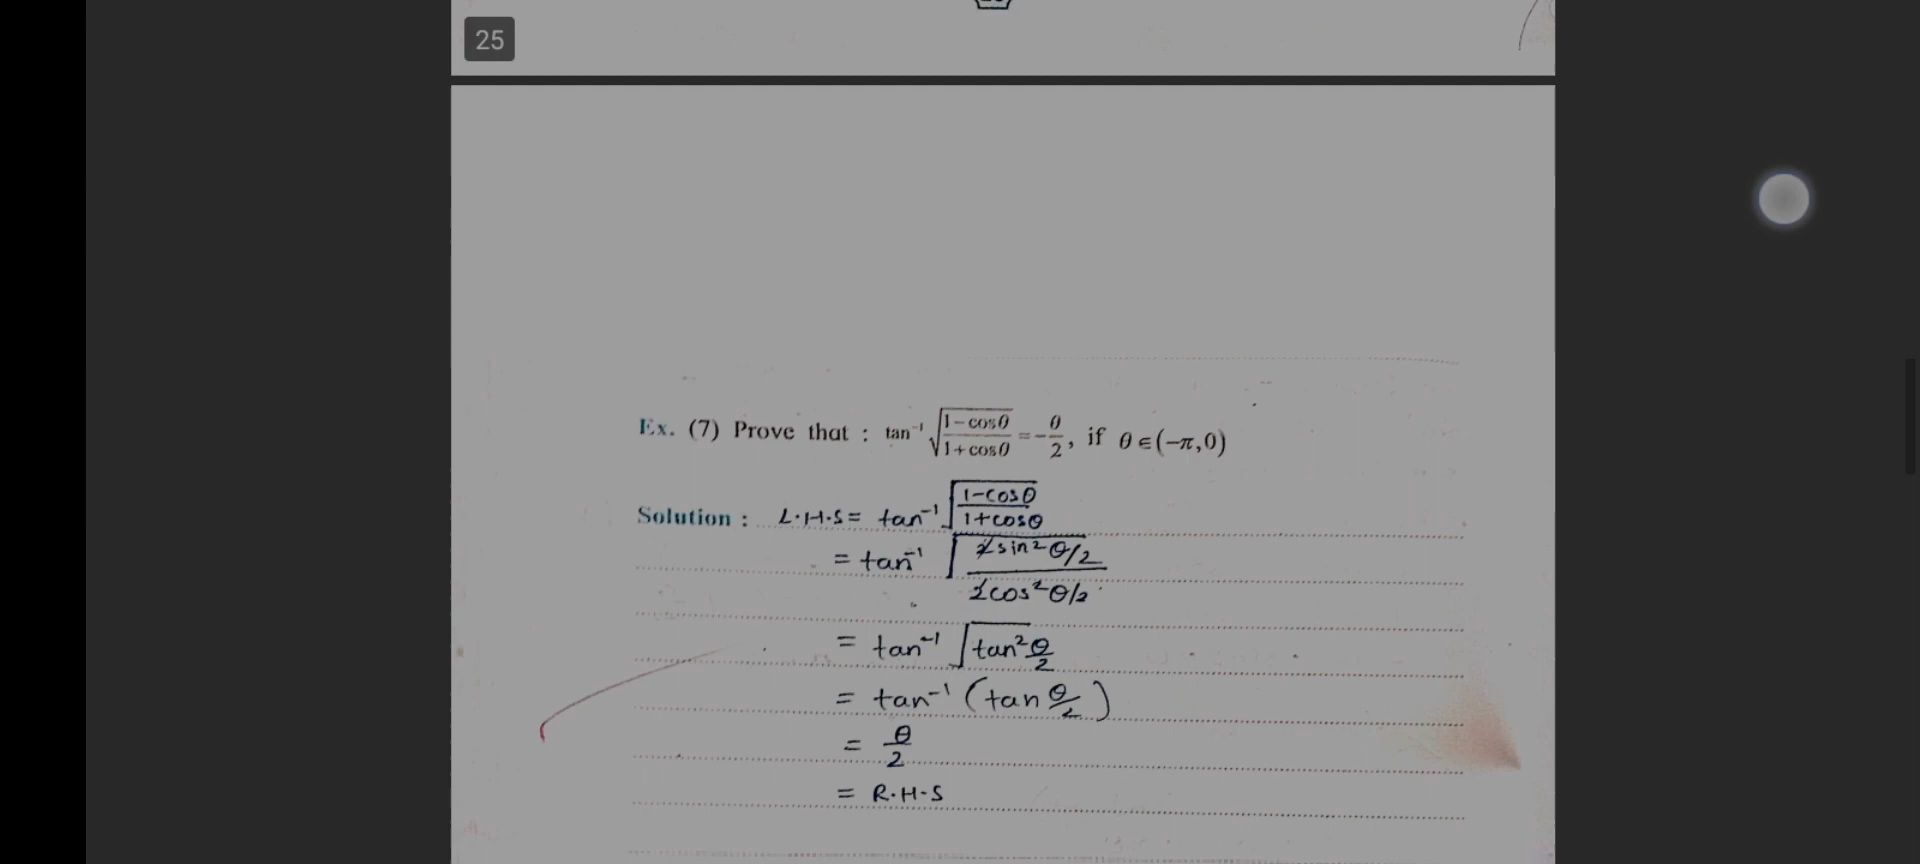 25
Ex. (7) Prove that : tan⁻¹ √((1-cosθ)/(1+cosθ)) = -θ/2, if θ∈(-π,0)
Solution : L.H.S = tan⁻¹ √((1-cosθ)/(1+cosθ))
= tan⁻¹ √((2sin²θ/2)/(2cos²θ/2))
= tan⁻¹ √(tan²θ/2)
= tan⁻¹ (tan θ/2)
= θ/2
= R.H.S